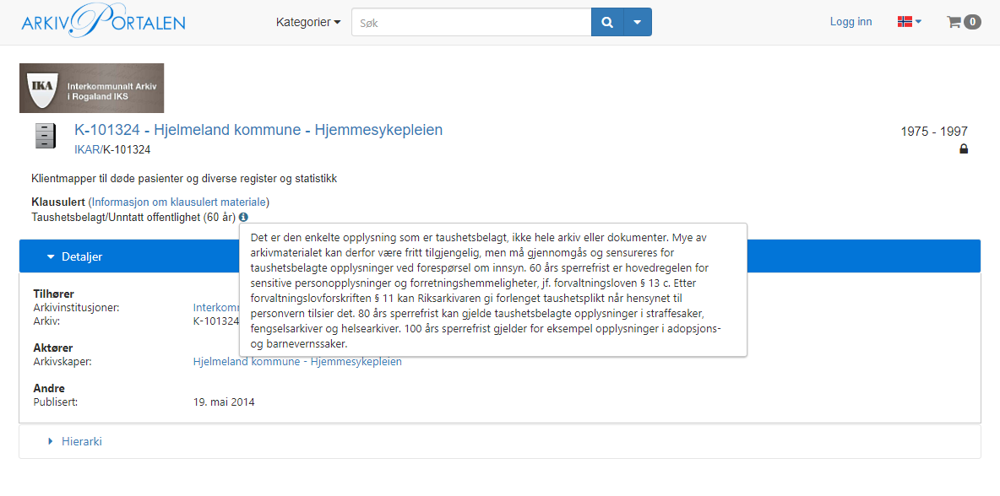 ARKIVPORTALEN
Kategorier
Søk
Logg inn
0
IKA Interkommunalt Arkiv
i Rogaland IKS
K-101324 - Hjelmeland kommune - Hjemmesykepleien
1975 - 1997
IKAR/K-101324
Klientmapper til døde pasienter og diverse register og statistikk
Klausulert (Informasjon om klausulert materiale)
Taushetsbelagt/Unntatt offentlighet (60 år)
Det er den enkelte opplysning som er taushetsbelagt, ikke hele arkiv eller dokumenter. Mye av
arkivmaterialet kan derfor være fritt tilgjengelig, men må gjennomgås og sensureres for
taushetsbelagte opplysninger ved forespørsel om innsyn. 60 års sperrefrist er hovedregelen for
sensitive personopplysninger og forretningshemmeligheter, jf. forvaltningsloven § 13 c. Etter
forvaltningslovforskriften § 11 kan Riksarkivaren gi forlenget taushetsplikt når hensynet til
personvern tilsier det. 80 års sperrefrist kan gjelde taushetsbelagte opplysninger i straffesaker,
fengselsarkiver og helsearkiver. 100 års sperrefrist gjelder for eksempel opplysninger i adopsjons-
og barnevernssaker.
Detaljer
Tilhører
Arkivinstitusjoner: Interkom
Arkiv: K-101324
Aktører
Arkivskaper: Hjelmeland kommune - Hjemmesykepleien
Andre
Publisert: 19. mai 2014
Hierarki